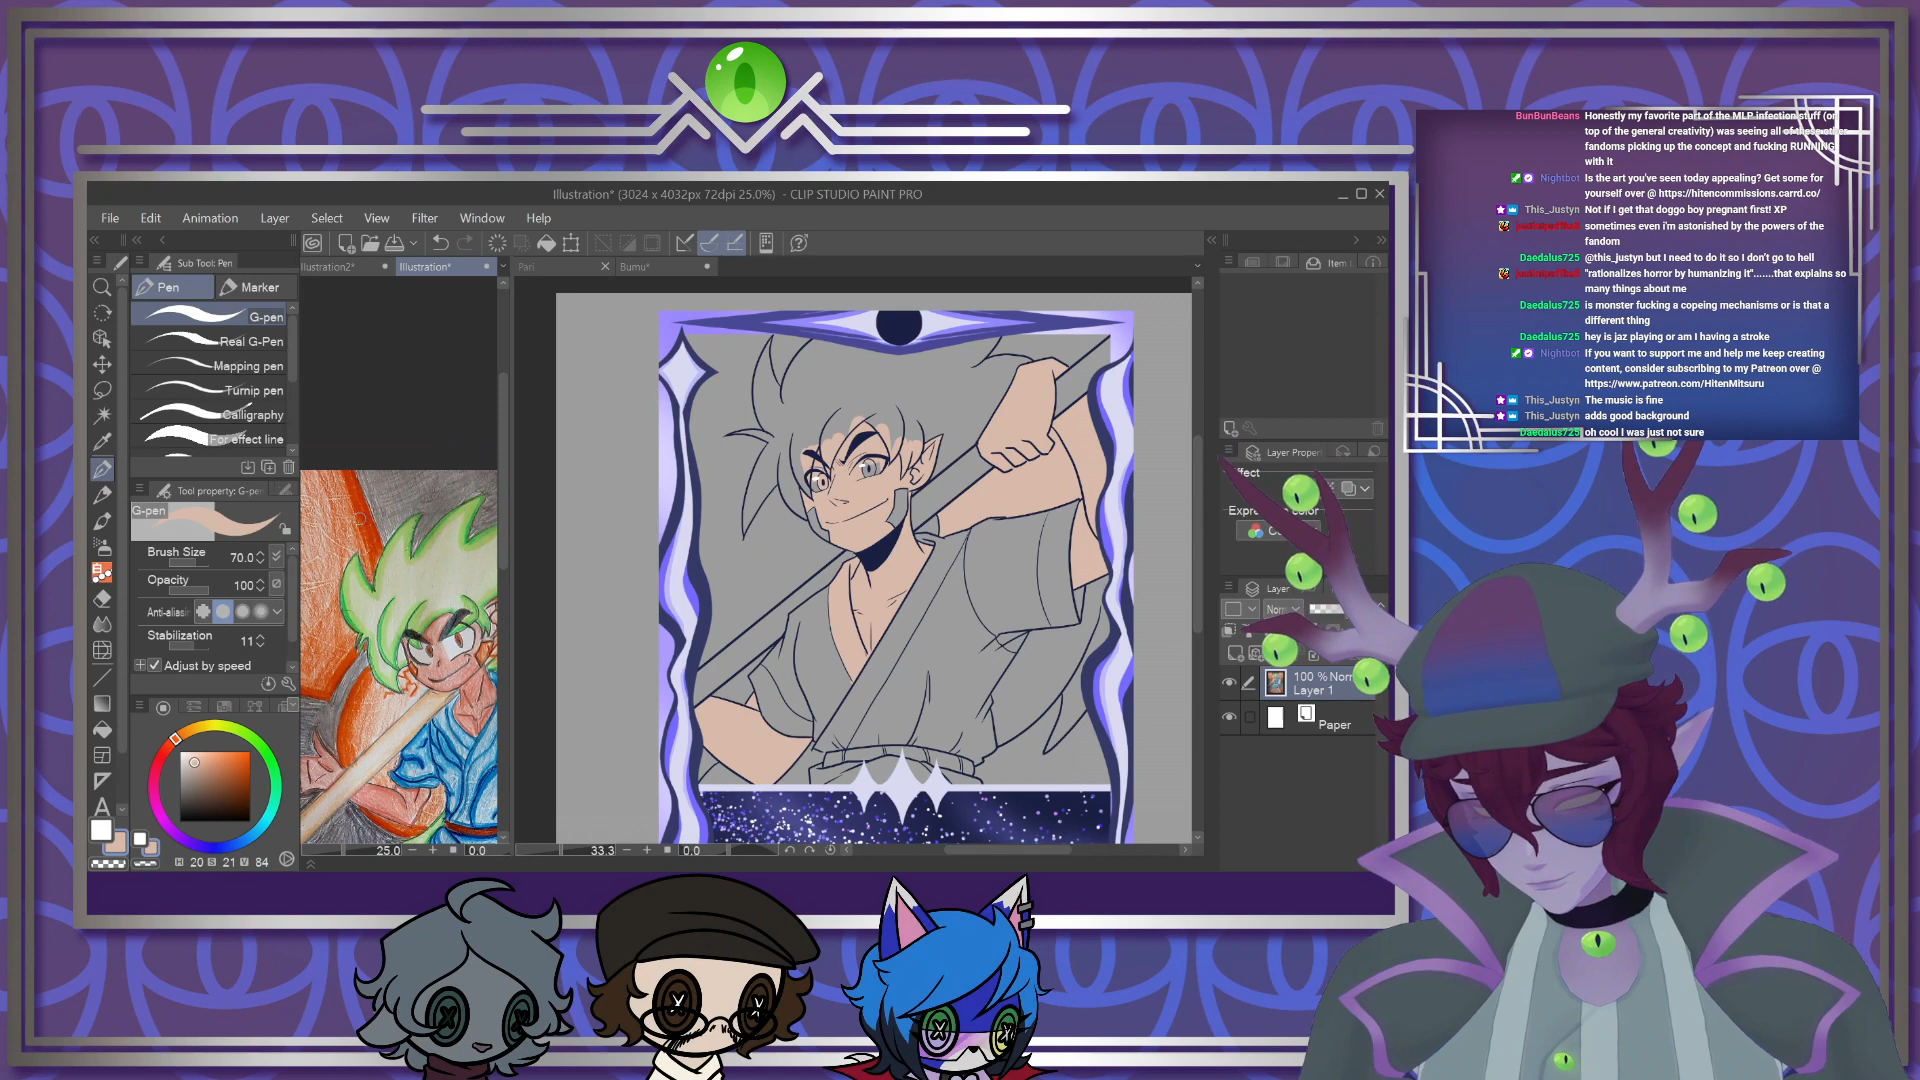 Illustration* (3024 x 4032px 72dpi 25.0%) - CLIP STUDIO PAINT PRO
File Edit Animation Layer Select View Filter Window Help
Sub Tool: Pen
Illustration2* Illustration* Pari Bumu*
Item
Pen Marker
G-pen
Real G-Pen
Mapping pen
Turnip pen
Calligraphy
For effect line
Tool property: G-pen
G-pen
Brush Size 70.0
Opacity 100
Anti-aliasin
Stabilization 11
Adjust by speed
H 20 S 21 V 84
25.0 0.0
33.3 0.0
Layer Proper
Effect
Layer
100 % Norm
Layer 1
Paper
BunBunBeans Honestly my favorite part of the MLP infection stuff (on
top of the general creativity) was seeing all of these other
fandoms picking up the concept and fucking RUNNING
with it
Nightbot Is the art you've seen today appealing? Get some for
yourself over @ https://hitencommissions.carrd.co/
This_Justyn Not if I get that doggo boy pregnant first! XP
sometimes even i'm astonished by the powers of the
fandom
Daedalus725 @this_justyn but I need to do it so I don't go to hell
"rationalizes horror by humanizing it"......that explains so
many things about me
Daedalus725 is monster fucking a copeing mechanisms or is that a
different thing
Daedalus725 hey is jaz playing or am I having a stroke
Nightbot If you want to support me and help me keep creating
content, consider subscribing to my Patreon over @
https://www.patreon.com/HitenMitsuru
This_Justyn The music is fine
This_Justyn adds good background
Daedalus725 oh cool I was just not sure